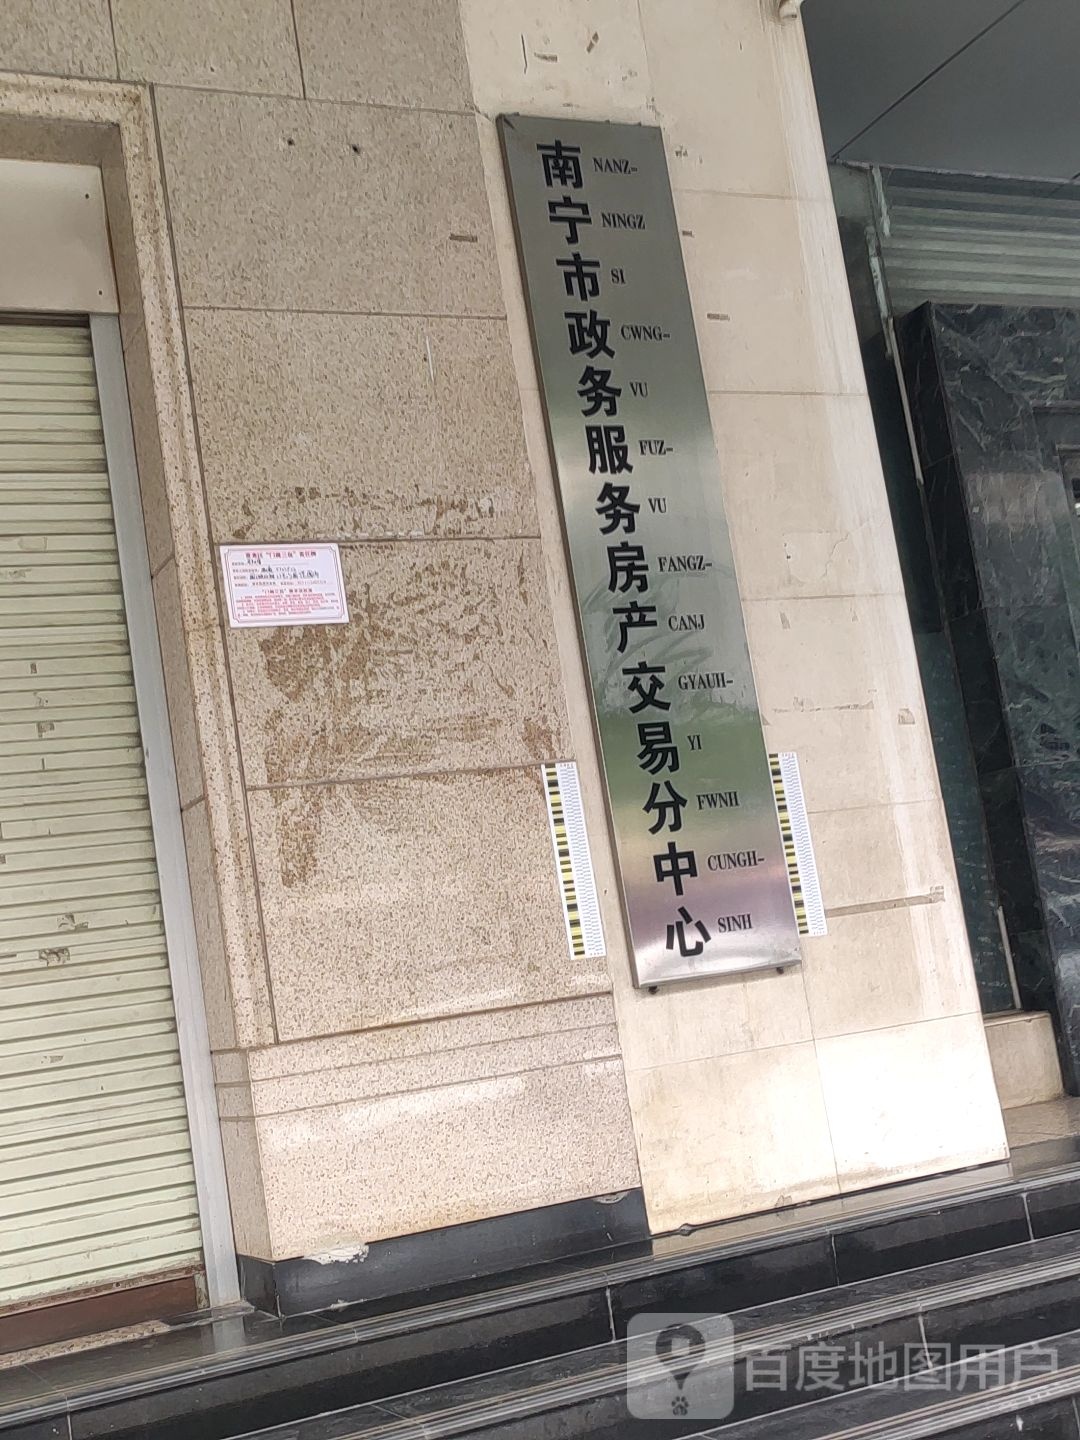 南宁市政务服务房产交易分中心
NANZ-
NINGZ
SI
CWNG-
VU
FUZ-
VU
FANGZ-
CANJ
GYAUH-
YI
FWNH
CUNGH-
SINH
百度地图用户